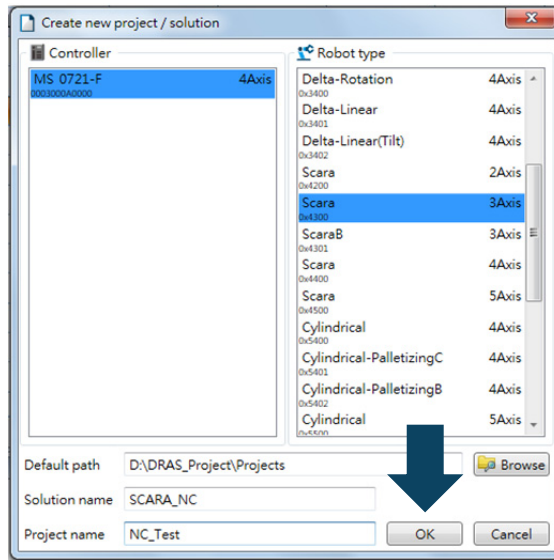 Create new project / solution
Controller
MS 0721-F 4Axis
0003000A0000
Robot type
Delta-Rotation 4Axis
0x3400
Delta-Linear 4Axis
0x3401
Delta-Linear(Tilt) 4Axis
0x3402
Scara 2Axis
0x4200
Scara 3Axis
0x4300
ScaraB 3Axis
0x4301
Scara 4Axis
0x4400
Scara 5Axis
0x4500
Cylindrical 4Axis
0x5400
Cylindrical-PalletizingC 4Axis
0x5401
Cylindrical-PalletizingB 4Axis
0x5402
Cylindrical 5Axis
0x5500
Default path D:\DRAS_Project\Projects Browse
Solution name SCARA_NC
Project name NC_Test OK Cancel